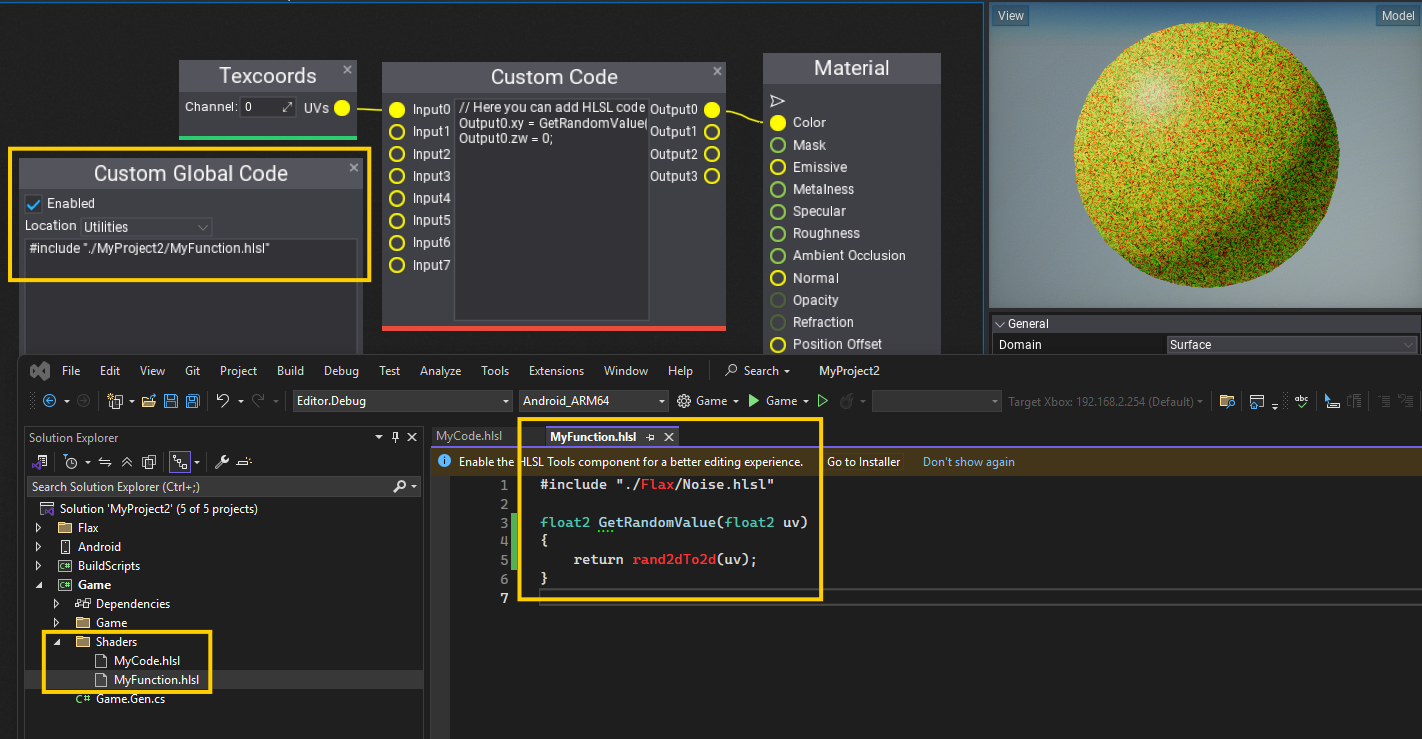 View
Model
Texcoords
Channel: 0
UVs
Custom Code
Input0
Input1
Input2
Input3
Input4
Input5
Input6
Input7
// Here you can add HLSL code
Output0.xy = GetRandomValue(
Output0.zw = 0;
Output0
Output1
Output2
Output3
Material
Color
Mask
Emissive
Metalness
Specular
Roughness
Ambient Occlusion
Normal
Opacity
Refraction
Position Offset
Custom Global Code
Enabled
Location Utilities
#include "./MyProject2/MyFunction.hlsl"
General
Domain Surface
File Edit View Git Project Build Debug Test Analyze Tools Extensions Window Help Search MyProject2
Editor.Debug Android_ARM64 Game Game Target Xbox: 192.168.2.254 (Default)
Solution Explorer
Search Solution Explorer (Ctrl+;)
Solution 'MyProject2' (5 of 5 projects)
Flax
Android
BuildScripts
C# Game
Dependencies
Game
Shaders
MyCode.hlsl
MyFunction.hlsl
C# Game.Gen.cs
MyCode.hlsl MyFunction.hlsl
Enable the HLSL Tools component for a better editing experience. Go to Installer Don't show again
1 #include "./Flax/Noise.hlsl"
2
3 float2 GetRandomValue(float2 uv)
4 {
5 return rand2dTo2d(uv);
6 }
7